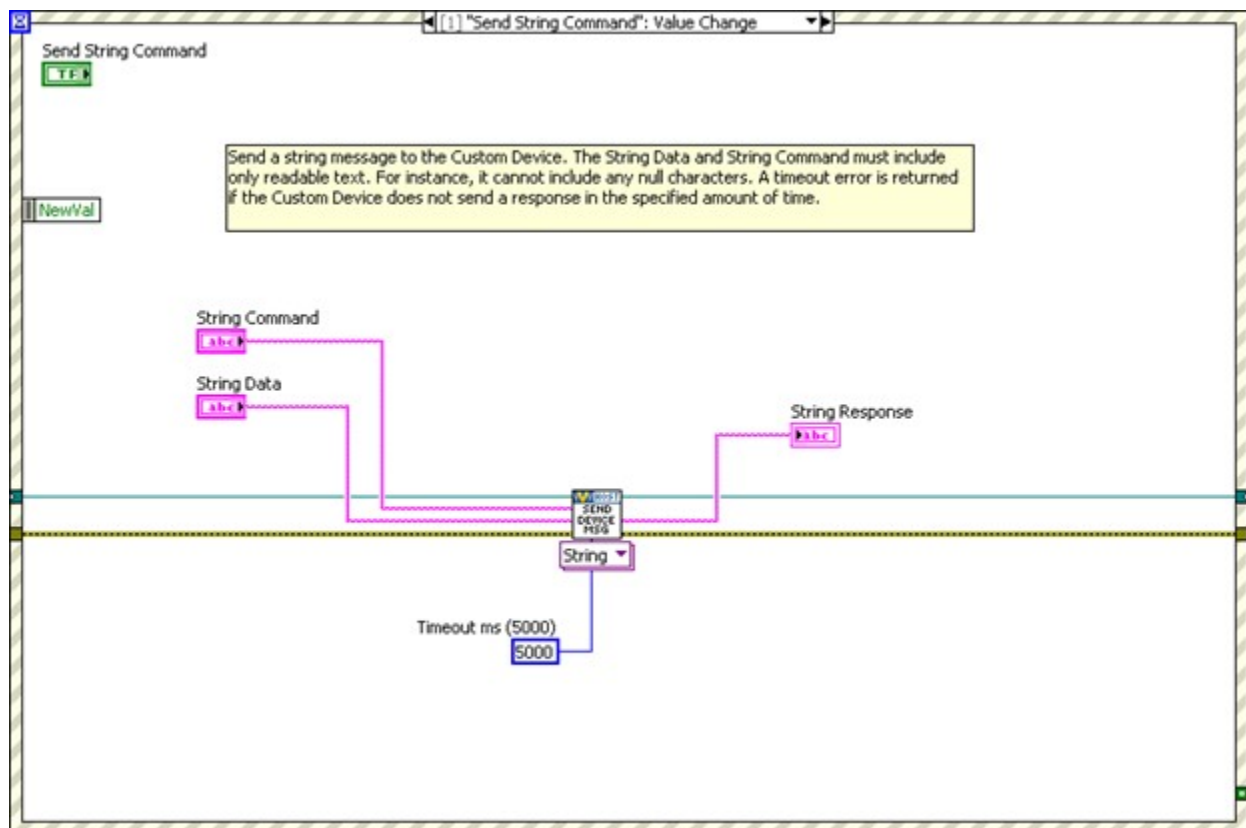 [1] "Send String Command": Value Change
Send String Command
TF
Send a string message to the Custom Device. The String Data and String Command must include
only readable text. For instance, it cannot include any null characters. A timeout error is returned
if the Custom Device does not send a response in the specified amount of time.
NewVal
String Command
abc
String Data
abc
String Response
abc
HOST
SEND
DEVICE
MSG
String
Timeout ms (5000)
5000